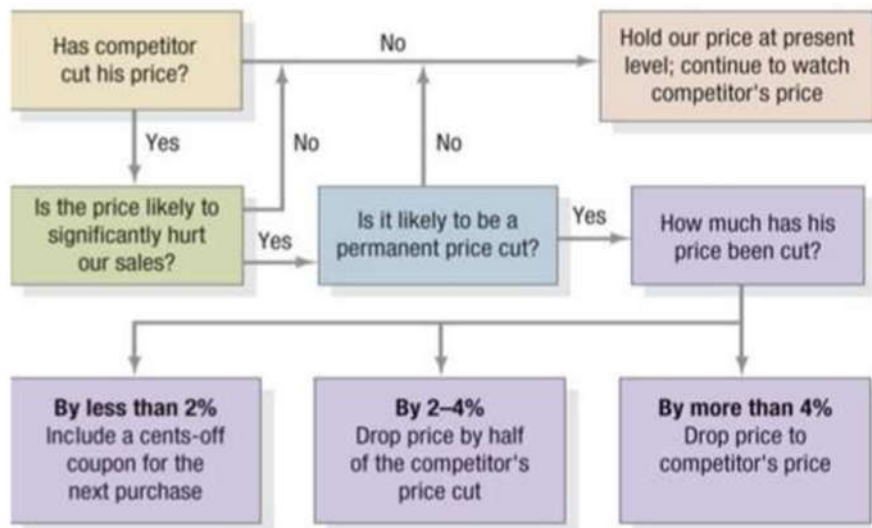 Has competitor
cut his price?
No
Hold our price at present
level; continue to watch
competitor's price
Yes
No
No
Is the price likely to
significantly hurt
our sales?
Yes
Is it likely to be a
permanent price cut?
Yes
How much has his
price been cut?
By less than 2%
Include a cents-off
coupon for the
next purchase
By 2–4%
Drop price by half
of the competitor's
price cut
By more than 4%
Drop price to
competitor's price